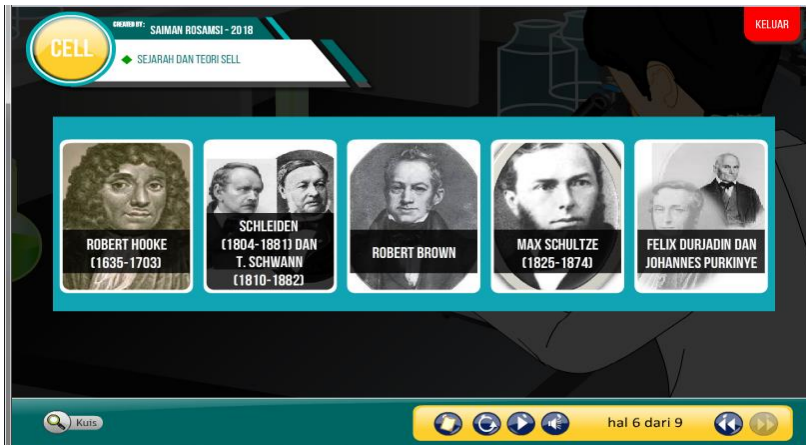 CELL
CREATED BY: SAIMAN ROSAMSI - 2018
SEJARAH DAN TEORI SELL
KELUAR
ROBERT HOOKE
(1635-1703)
SCHLEIDEN
(1804-1881) DAN
T. SCHWANN
(1810-1882)
ROBERT BROWN
MAX SCHULTZE
(1825-1874)
FELIX DURJADIN DAN
JOHANNES PURKINYE
Kuis
hal 6 dari 9